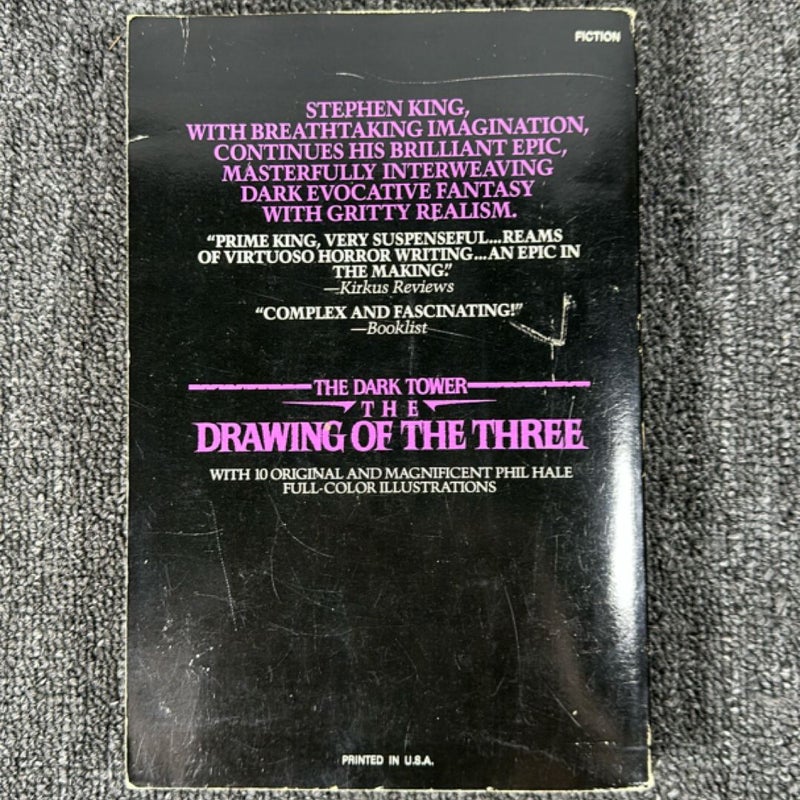 FICTION
STEPHEN KING,
WITH BREATHTAKING IMAGINATION,
CONTINUES HIS BRILLIANT EPIC,
MASTERFULLY INTERWEAVING
DARK EVOCATIVE FANTASY
WITH GRITTY REALISM.
“PRIME KING, VERY SUSPENSEFUL...REAMS
OF VIRTUOSO HORROR WRITING...AN EPIC IN
THE MAKING.”
—Kirkus Reviews
“COMPLEX AND FASCINATING!”
—Booklist
THE DARK TOWER
THE
DRAWING OF THE THREE
WITH 10 ORIGINAL AND MAGNIFICENT PHIL HALE
FULL-COLOR ILLUSTRATIONS
PRINTED IN U.S.A.